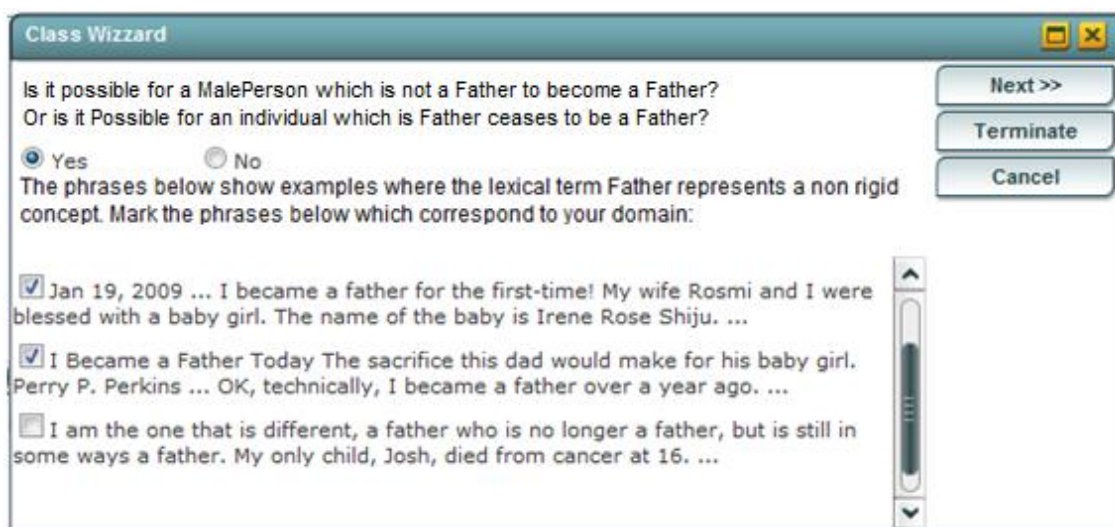 Class Wizzard
Is it possible for a MalePerson which is not a Father to become a Father?
Or is it Possible for an individual which is Father ceases to be a Father?
Yes No
The phrases below show examples where the lexical term Father represents a non rigid
concept. Mark the phrases below which correspond to your domain:
Jan 19, 2009 ... I became a father for the first-time! My wife Rosmi and I were
blessed with a baby girl. The name of the baby is Irene Rose Shiju. ...
I Became a Father Today The sacrifice this dad would make for his baby girl.
Perry P. Perkins ... OK, technically, I became a father over a year ago. ...
I am the one that is different, a father who is no longer a father, but is still in
some ways a father. My only child, Josh, died from cancer at 16. ...
Next >>
Terminate
Cancel